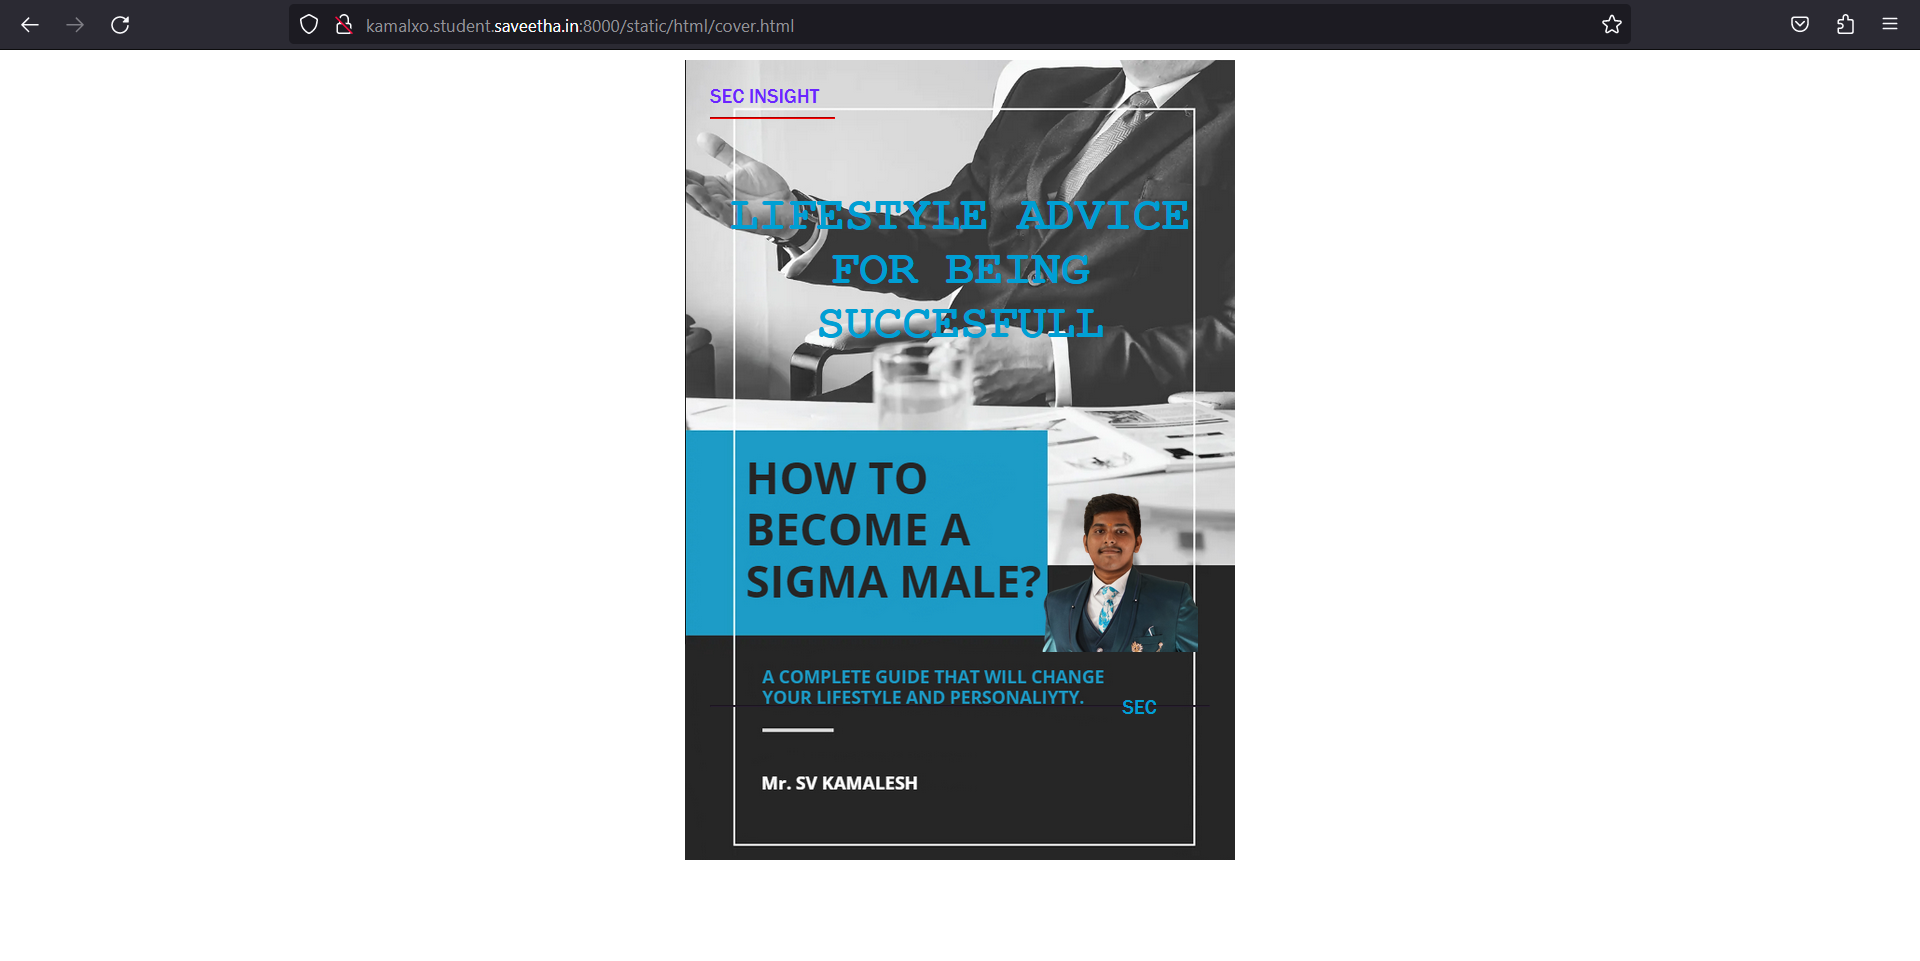 kamalxo.student.saveetha.in:8000/static/html/cover.html
SEC INSIGHT
LIFESTYLE ADVICE
FOR BEING
SUCCESFULL
HOW TO
BECOME A
SIGMA MALE?
A COMPLETE GUIDE THAT WILL CHANGE
YOUR LIFESTYLE AND PERSONALIYTY.
SEC
Mr. SV KAMALESH